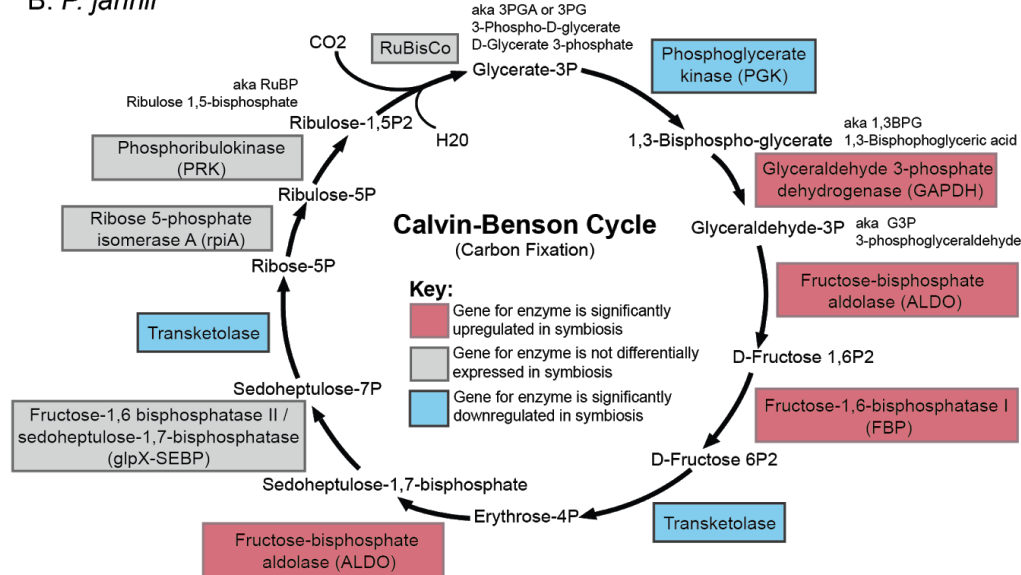 B. P. jahnii
aka 3PGA or 3PG
3-Phospho-D-glycerate
D-Glycerate 3-phosphate
Glycerate-3P
CO2
RuBisCo
H20
Phosphoglycerate
kinase (PGK)
1,3-Bisphospho-glycerate
aka 1,3BPG
1,3-Bisphophoglyceric acid
Glyceraldehyde 3-phosphate
dehydrogenase (GAPDH)
Glyceraldehyde-3P
aka G3P
3-phosphoglyceraldehyde
Fructose-bisphosphate
aldolase (ALDO)
D-Fructose 1,6P2
Fructose-1,6-bisphosphatase I
(FBP)
D-Fructose 6P2
Transketolase
Erythrose-4P
Fructose-bisphosphate
aldolase (ALDO)
Sedoheptulose-1,7-bisphosphate
Fructose-1,6 bisphosphatase II /
sedoheptulose-1,7-bisphosphatase
(glpX-SEBP)
Sedoheptulose-7P
Transketolase
Ribose-5P
Ribose 5-phosphate
isomerase A (rpiA)
Ribulose-5P
Phosphoribulokinase
(PRK)
Ribulose-1,5P2
aka RuBP
Ribulose 1,5-bisphosphate
Calvin-Benson Cycle
(Carbon Fixation)
Key:
Gene for enzyme is significantly
upregulated in symbiosis
Gene for enzyme is not differentially
expressed in symbiosis
Gene for enzyme is significantly
downregulated in symbiosis